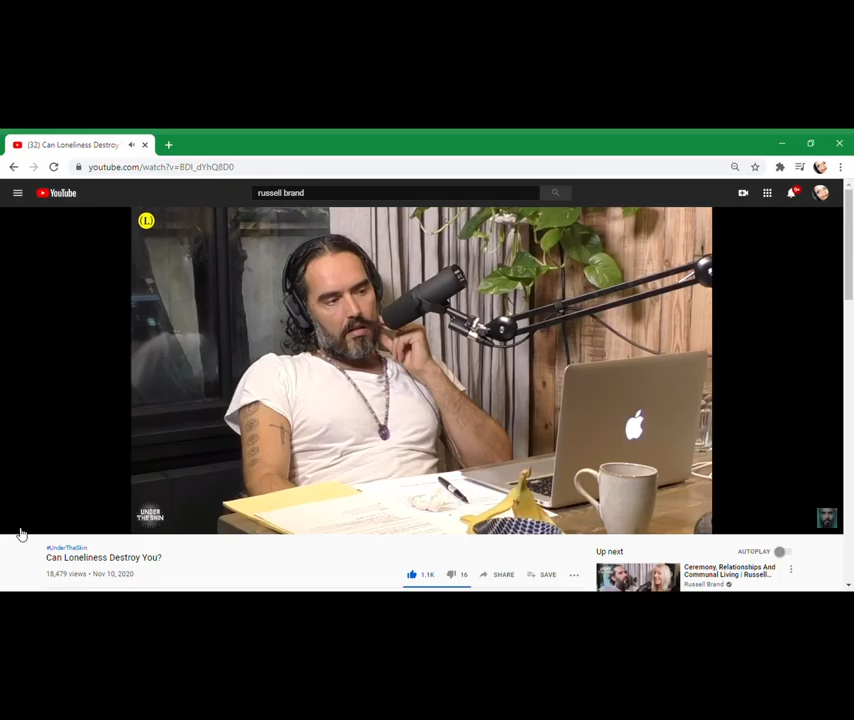 (32) Can Loneliness Destroy
youtube.com/watch?v=BDI_dYhQ8D0
YouTube
russell brand
9+
(L)
UNDER
THE SKIN
#UnderTheSkin
Can Loneliness Destroy You?
18,479 views • Nov 10, 2020
1.1K
16
SHARE
SAVE
Up next
AUTOPLAY
Ceremony, Relationships And
Communal Living | Russell...
Russell Brand